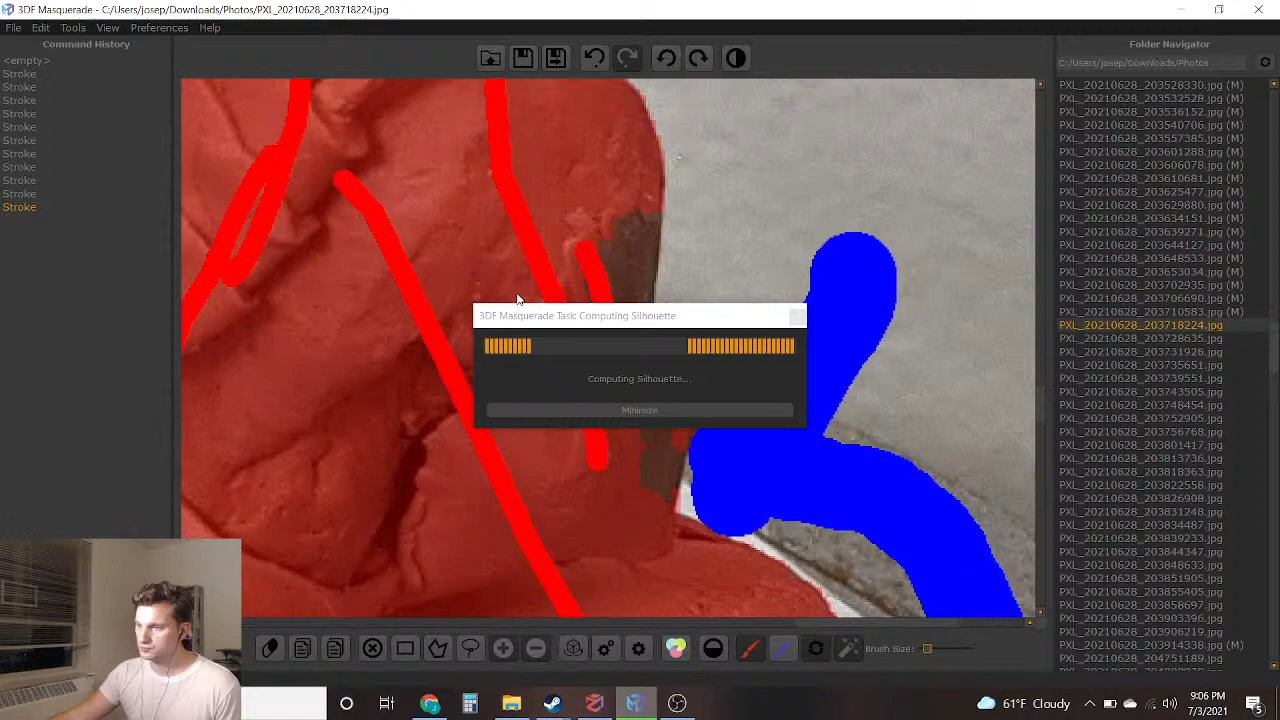 3DF Masquerade - C:/Users/josep/Downloads/Photos/PXL_20210628_203718224.jpg
File Edit Tools Task View Preferences Help
Command History
<empty>
Stroke
Stroke
Stroke
Stroke
Stroke
Stroke
Stroke
Stroke
Stroke
Stroke
Stroke
3DF Masquerade Task: Computing Silhouette
Computing Silhouette...
Minimize
Folder Navigator
C:/Users/josep/Downloads/Photos
PXL_20210628_203528330.jpg (M)
PXL_20210628_203532528.jpg (M)
PXL_20210628_203536152.jpg (M)
PXL_20210628_203540706.jpg (M)
PXL_20210628_203557385.jpg (M)
PXL_20210628_203601288.jpg (M)
PXL_20210628_203606078.jpg (M)
PXL_20210628_203610681.jpg (M)
PXL_20210628_203625477.jpg (M)
PXL_20210628_203629880.jpg (M)
PXL_20210628_203634151.jpg (M)
PXL_20210628_203639271.jpg (M)
PXL_20210628_203644127.jpg (M)
PXL_20210628_203648533.jpg (M)
PXL_20210628_203653034.jpg (M)
PXL_20210628_203702935.jpg (M)
PXL_20210628_203706690.jpg (M)
PXL_20210628_203710583.jpg (M)
PXL_20210628_203718224.jpg
PXL_20210628_203728635.jpg
PXL_20210628_203731926.jpg
PXL_20210628_203735651.jpg
PXL_20210628_203739551.jpg
PXL_20210628_203743505.jpg
PXL_20210628_203752905.jpg
PXL_20210628_203756768.jpg
PXL_20210628_203801417.jpg
PXL_20210628_203813736.jpg
PXL_20210628_203818363.jpg
PXL_20210628_203822558.jpg
PXL_20210628_203826908.jpg
PXL_20210628_203831248.jpg
PXL_20210628_203834487.jpg
PXL_20210628_203839233.jpg
PXL_20210628_203844347.jpg
PXL_20210628_203848633.jpg
PXL_20210628_203851905.jpg
PXL_20210628_203855405.jpg
PXL_20210628_203858697.jpg
PXL_20210628_203903396.jpg
PXL_20210628_203906219.jpg
PXL_20210628_203914338.jpg (M)
PXL_20210628_204751189.jpg
Brush Size:
61°F Cloudy
9:06 PM
7/3/2021
5